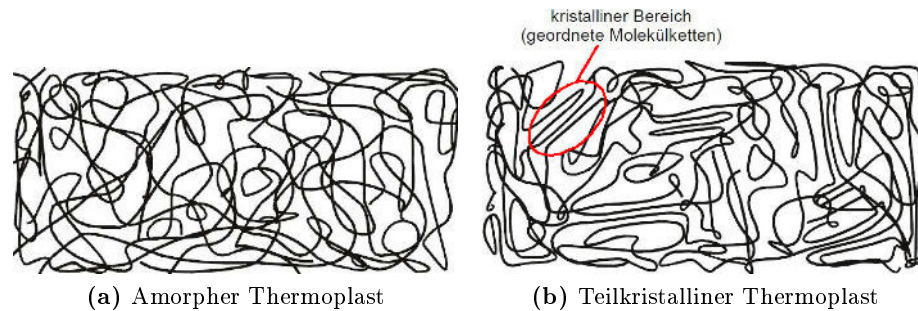 kristalliner Bereich
(geordnete Molekülketten)
(a) Amorpher Thermoplast
(b) Teilkristalliner Thermoplast